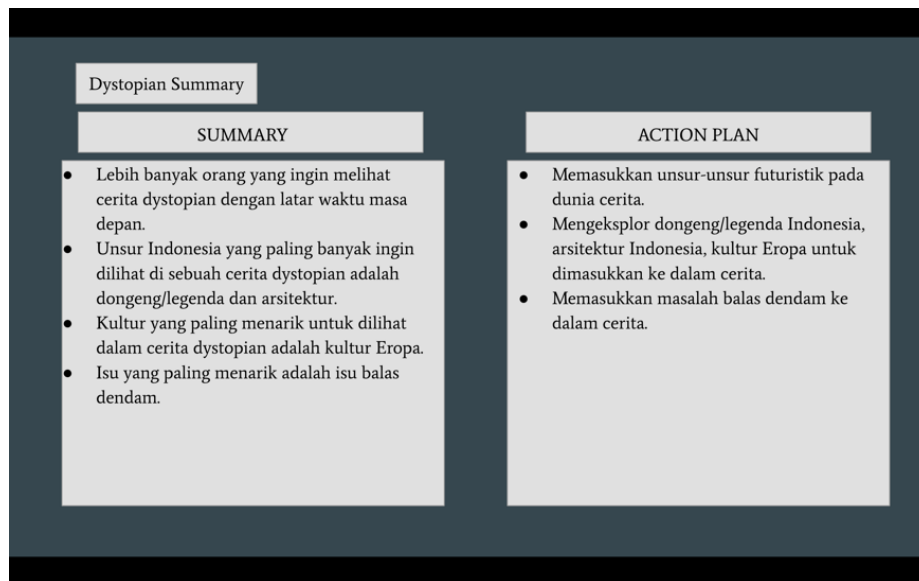 Dystopian Summary
SUMMARY
● Lebih banyak orang yang ingin melihat
cerita dystopian dengan latar waktu masa
depan.
● Unsur Indonesia yang paling banyak ingin
dilihat di sebuah cerita dystopian adalah
dongeng/legenda dan arsitektur.
● Kultur yang paling menarik untuk dilihat
dalam cerita dystopian adalah kultur Eropa.
● Isu yang paling menarik adalah isu balas
dendam.
ACTION PLAN
● Memasukkan unsur-unsur futuristik pada
dunia cerita.
● Mengeksplor dongeng/legenda Indonesia,
arsitektur Indonesia, kultur Eropa untuk
dimasukkan ke dalam cerita.
● Memasukkan masalah balas dendam ke
dalam cerita.